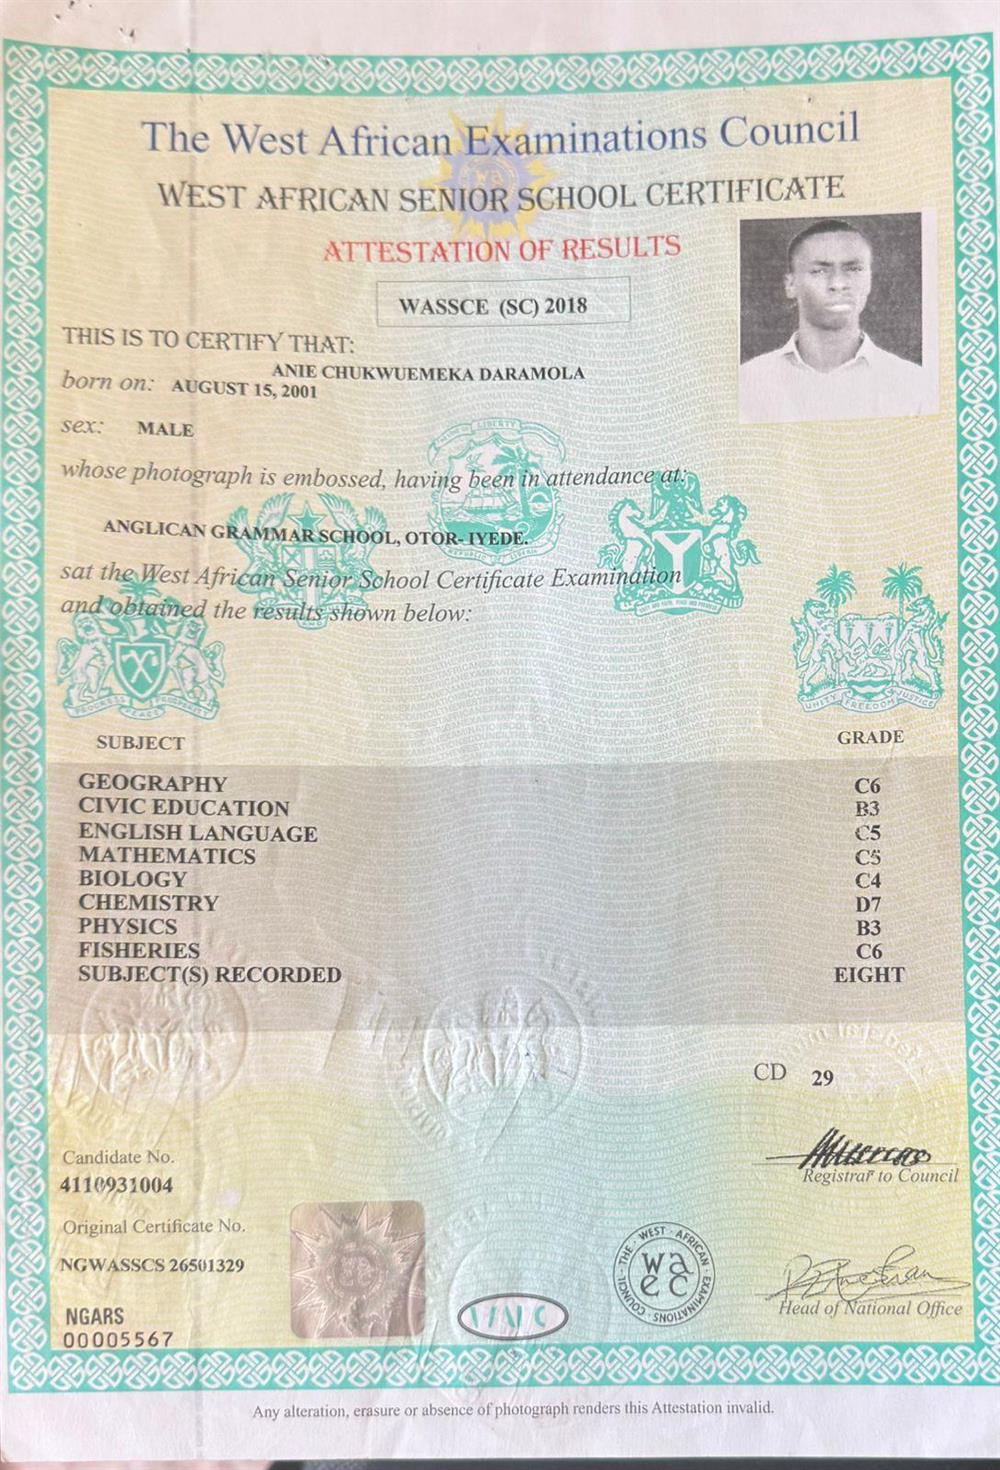 The West African Examinations Council
WEST AFRICAN SENIOR SCHOOL CERTIFICATE
ATTESTATION OF RESULTS
WASSCE (SC) 2018
THIS IS TO CERTIFY THAT:
ANIE CHUKWUEMEKA DARAMOLA
born on: AUGUST 15, 2001
sex: MALE
whose photograph is embossed, having been in attendance at:
ANGLICAN GRAMMAR SCHOOL, OTOR- IYEDE.
sat the West African Senior School Certificate Examination
and obtained the results shown below:
SUBJECT GRADE
GEOGRAPHY C6
CIVIC EDUCATION B3
ENGLISH LANGUAGE C5
MATHEMATICS C5
BIOLOGY C4
CHEMISTRY D7
PHYSICS B3
FISHERIES C6
SUBJECT(S) RECORDED EIGHT
CD 29
Candidate No.
4110931004
Registrar to Council
Original Certificate No.
NGWASSCS 26501329
THE · WEST · AFRICAN · EXAMINATIONS · COUNCIL
waec
Head of National Office
NGARS
00005567
Any alteration, erasure or absence of photograph renders this Attestation invalid.